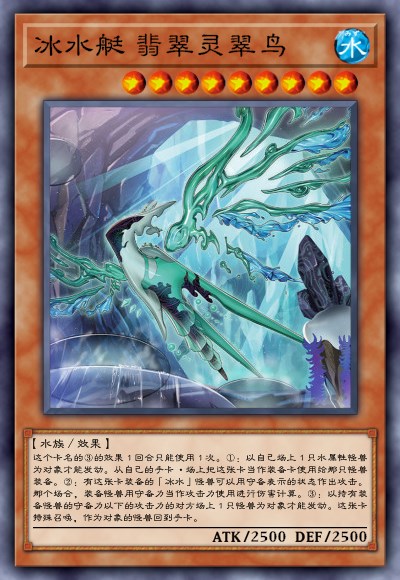 冰水艇 翡翠灵翠鸟
水
【水族／效果】
这个卡名的③的效果1回合只能使用1次。①：以自己场上1只水属性怪兽
为对象才能发动。从自己的手卡·场上把这张卡当作装备卡使用给那只怪兽
装备。②：有这张卡装备的「冰水」怪兽可以用守备表示的状态作出攻击。
那个场合，装备怪兽用守备力当作攻击力使用进行伤害计算。③：以持有装
备怪兽的守备力以下的攻击力的对方场上1只怪兽为对象才能发动。这张卡
特殊召唤，作为对象的怪兽回到手卡。
ATK/2500 DEF/2500